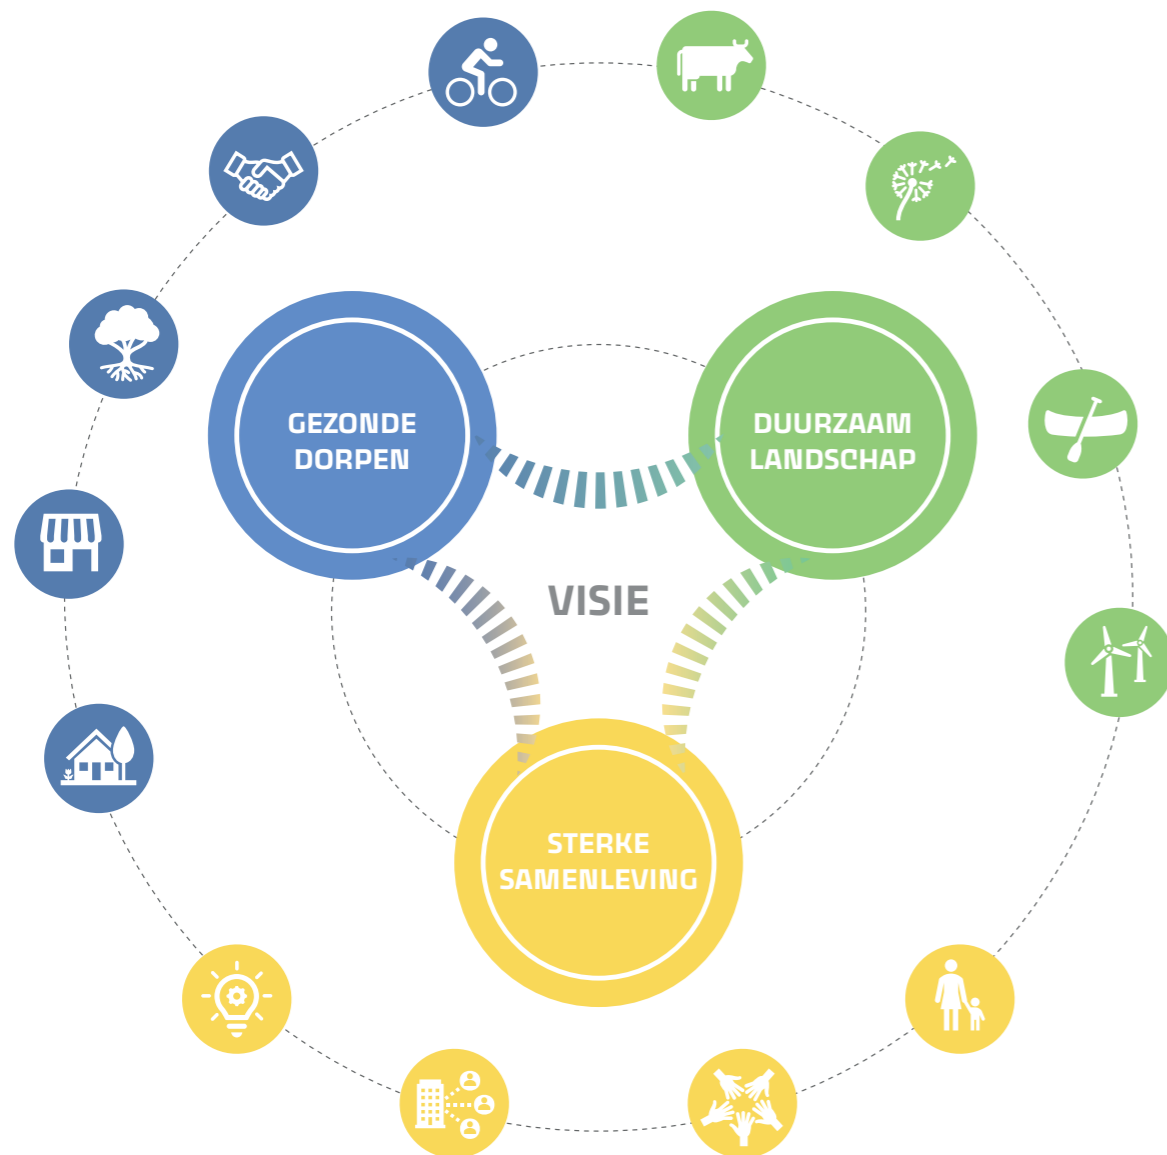 GEZONDE
DORPEN
DUURZAAM
LANDSCHAP
VISIE
STERKE
SAMENLEVING